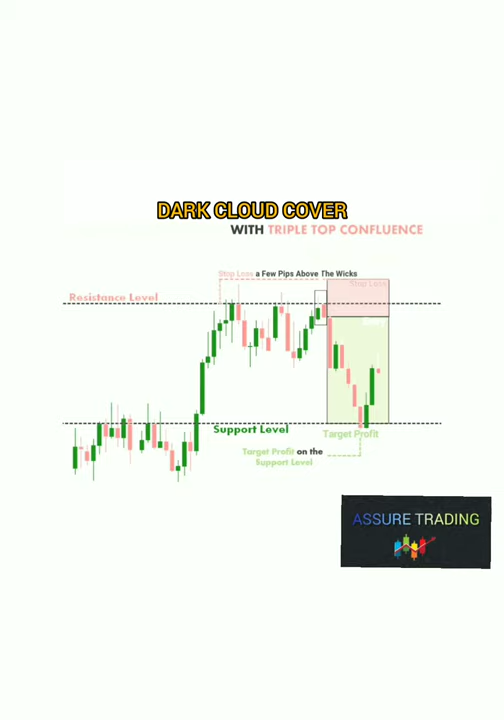 DARK CLOUD COVER
WITH TRIPLE TOP CONFLUENCE
Stop Loss a Few Pips Above The Wicks
Stop Loss
Resistance Level
Entry
Support Level
Target Profit
Target Profit on the
Support Level
ASSURE TRADING